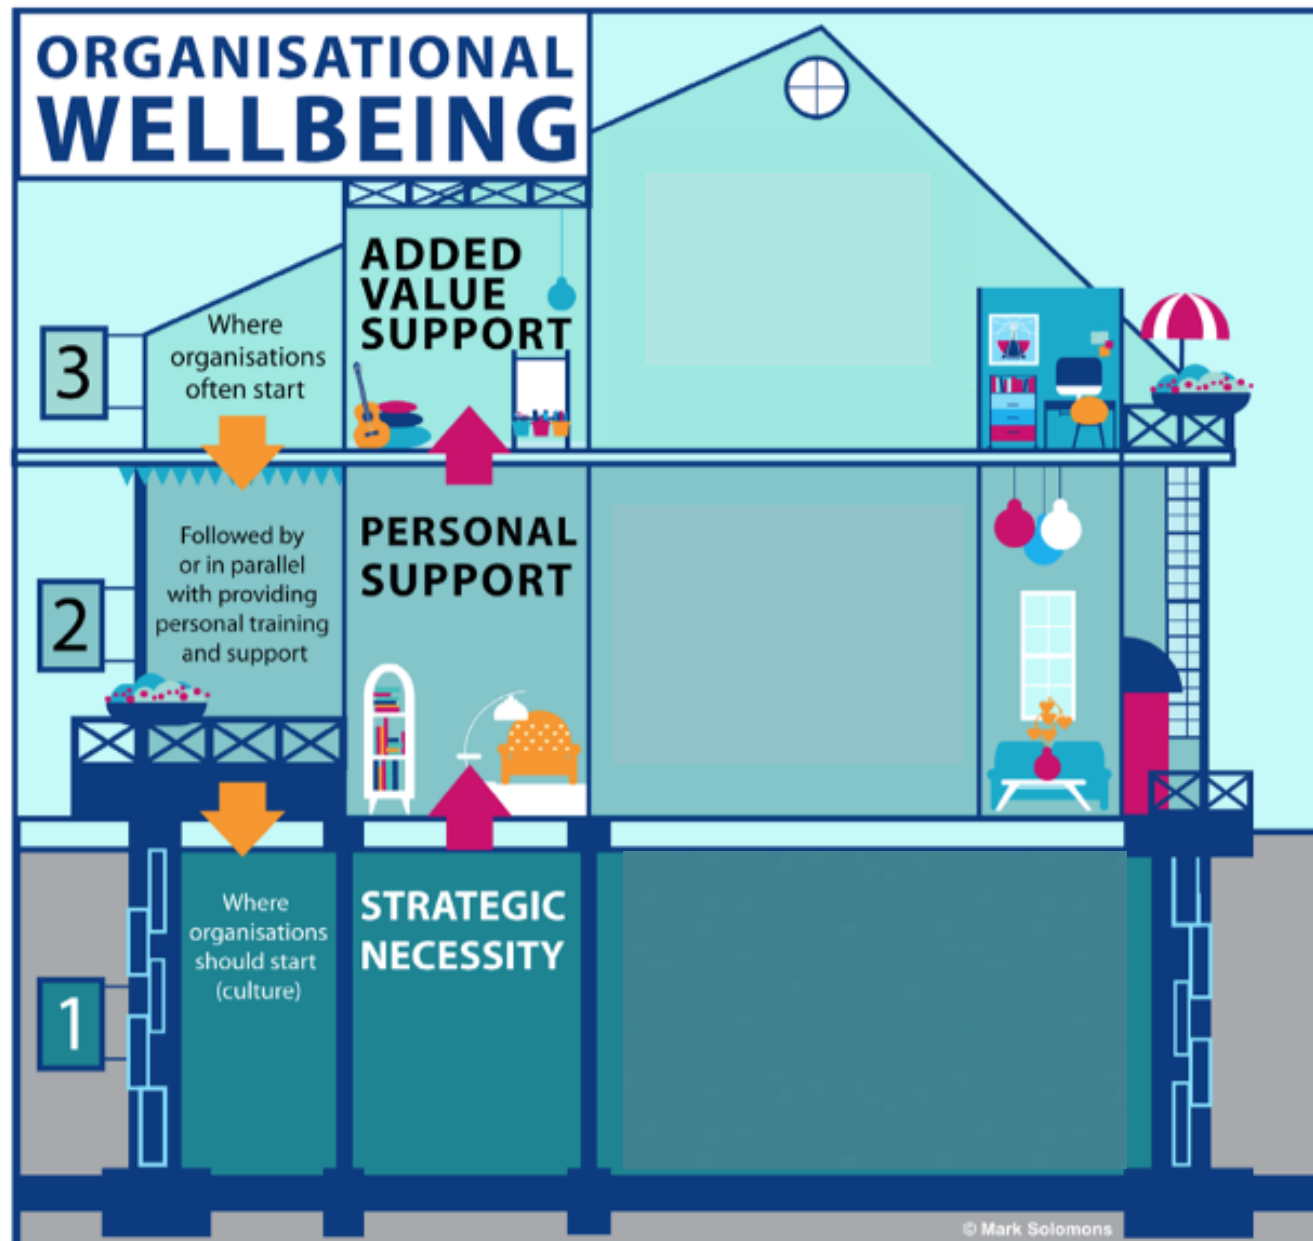 ORGANISATIONAL
WELLBEING
3
Where
organisations
often start
ADDED
VALUE
SUPPORT
2
Followed by
or in parallel
with providing
personal training
and support
PERSONAL
SUPPORT
1
Where
organisations
should start
(culture)
STRATEGIC
NECESSITY
© Mark Solomons